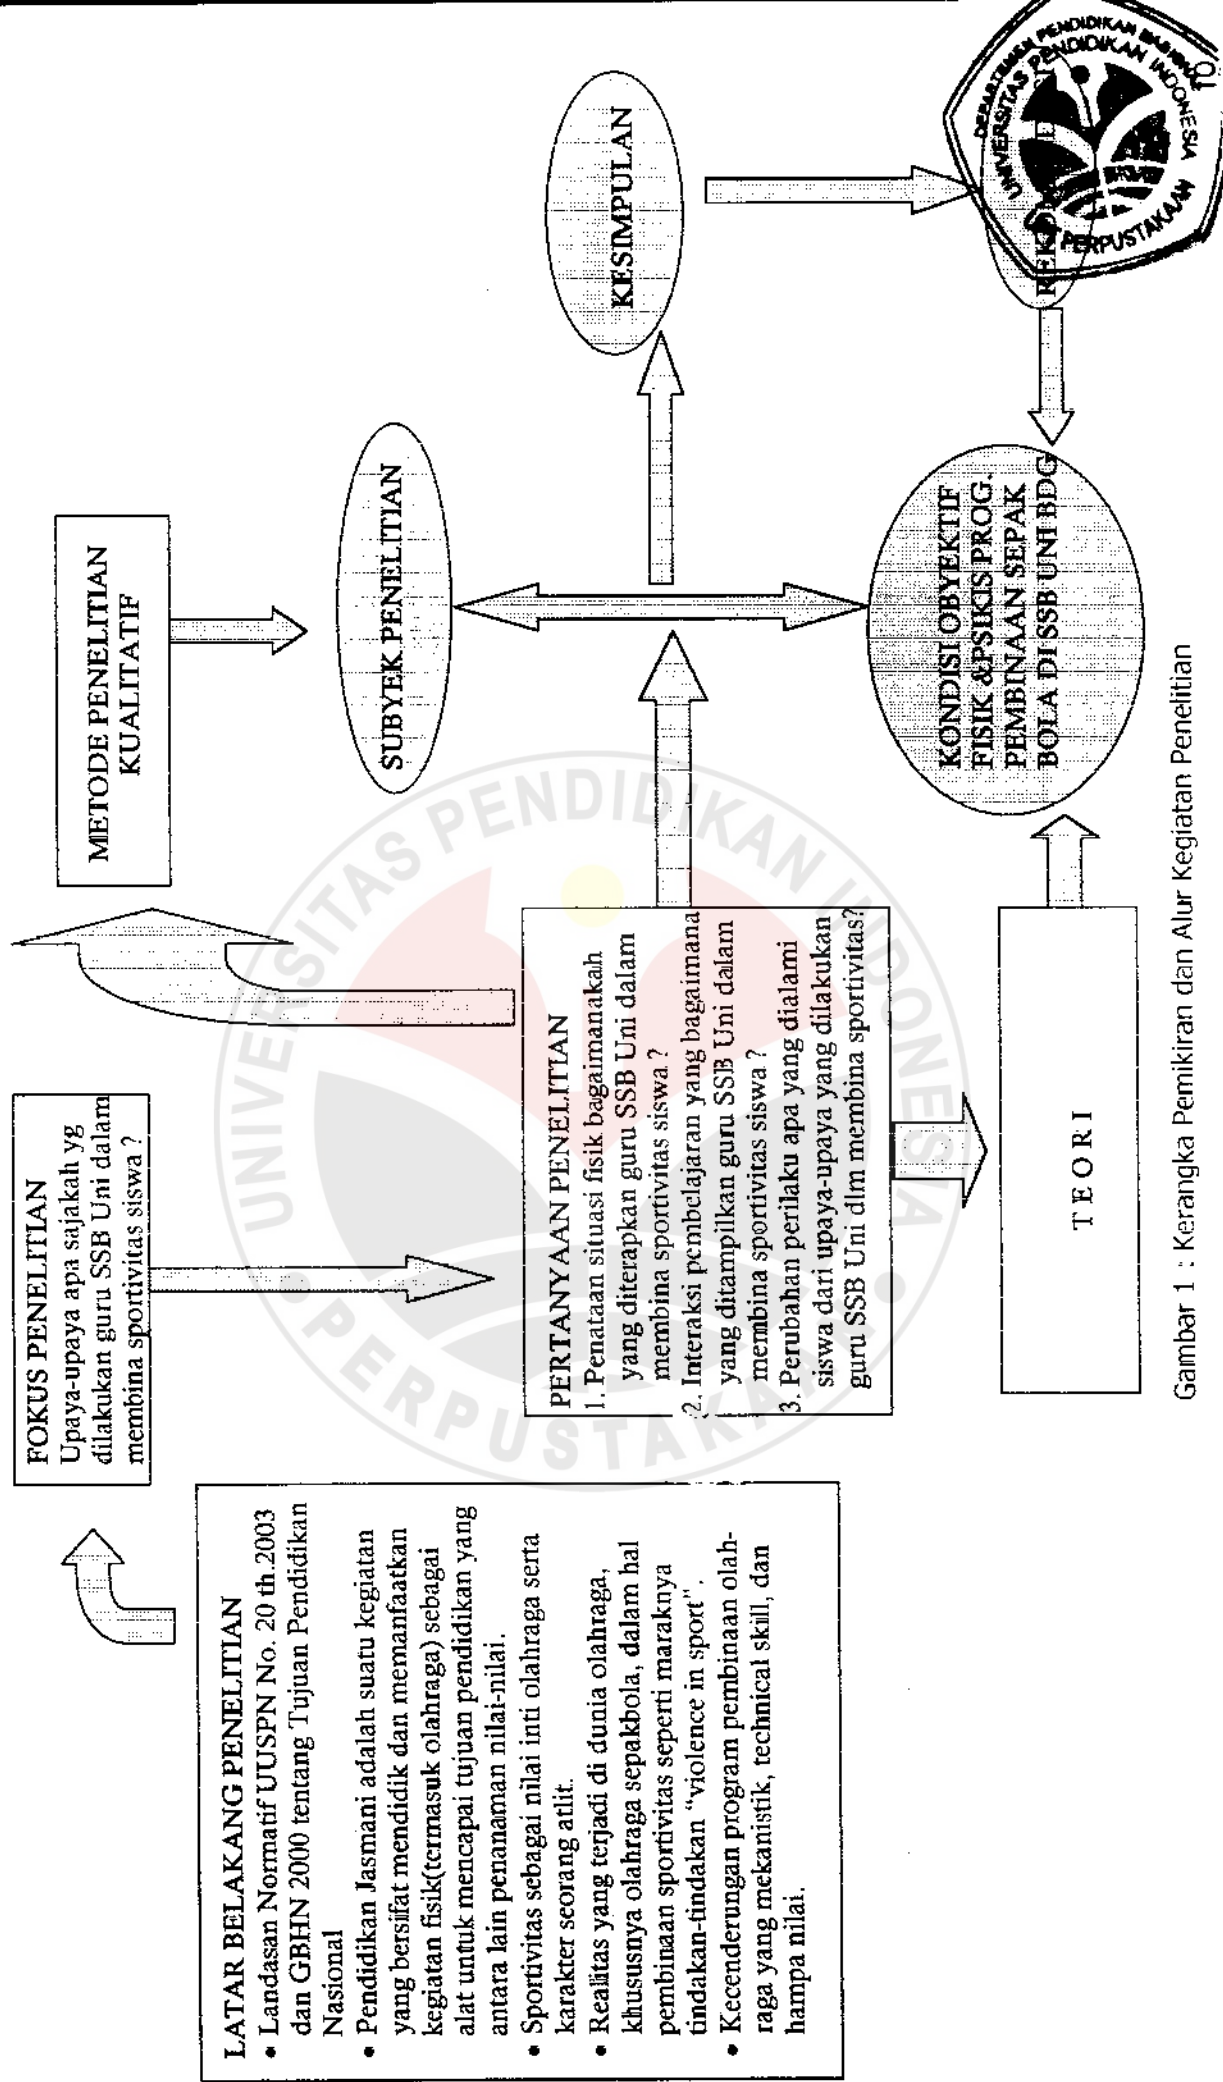 LATAR BELAKANG PENELITIAN
• Landasan Normatif UUSPN No. 20 th.2003
dan GBHN 2000 tentang Tujuan Pendidikan
Nasional
• Pendidikan Jasmani adalah suatu kegiatan
yang bersifat mendidik dan memanfaatkan
kegiatan fisik(termasuk olahraga) sebagai
alat untuk mencapai tujuan pendidikan yang
antara lain penanaman nilai-nilai.
• Sportivitas sebagai nilai inti olahraga serta
karakter seorang atlit.
• Realitas yang terjadi di dunia olahraga,
khususnya olahraga sepakbola, dalam hal
pembinaan sportivitas seperti maraknya
tindakan-tindakan “violence in sport” .
• Kecenderungan program pembinaan olah-
raga yang mekanistik, technical skill, dan
hampa nilai.
FOKUS PENELITIAN
Upaya-upaya apa sajakah yg
dilakukan guru SSB Uni dalam
membina sportivitas siswa ?
PERTANYAAN PENELITIAN
1. Penataan situasi fisik bagaimanakah
yang diterapkan guru SSB Uni dalam
membina sportivitas siswa ?
2. Interaksi pembelajaran yang bagaimana
yang ditampilkan guru SSB Uni dalam
membina sportivitas siswa ?
3. Perubahan perilaku apa yang dialami
siswa dari upaya-upaya yang dilakukan
guru SSB Uni dlm membina sportivitas?
TEORI
METODE PENELITIAN
KUALITATIF
SUBYEK PENELITIAN
KONDISI OBYEKTIF
FISIK &PSIKIS PROG.
PEMBINAAN SEPAK
BOLA DI SSB UNI BDG
KESIMPULAN
DEPARTEMEN PENDIDIKAN NASIONAL
UNIVERSITAS PENDIDIKAN INDONESIA
PERPUSTAKAAN
10
Gambar 1 : Kerangka Pemikiran dan Alur Kegiatan Penelitian
UNIVERSITAS PENDIDIKAN INDONESIA
PERPUSTAKAAN